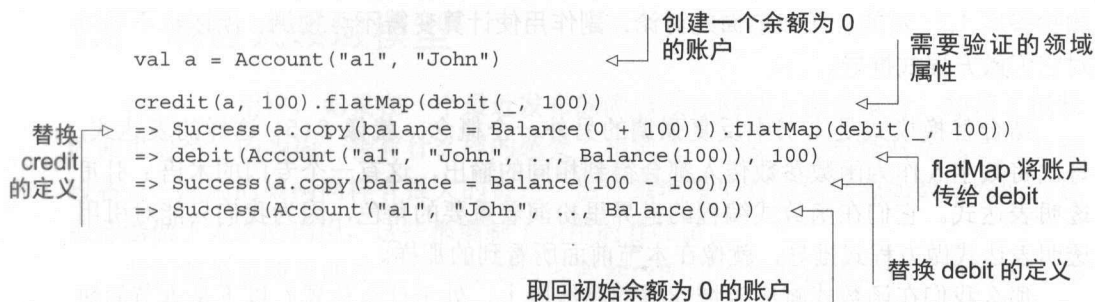 创建一个余额为 0
的账户
需要验证的领域
属性
val a = Account("a1", "John")
credit(a, 100).flatMap(debit(_, 100))
替换
credit
的定义
=> Success(a.copy(balance = Balance(0 + 100))).flatMap(debit(_, 100))
=> debit(Account("a1", "John", .., Balance(100)), 100)
=> Success(a.copy(balance = Balance(100 - 100)))
=> Success(Account("a1", "John", .., Balance(0)))
flatMap 将账户
传给 debit
替换 debit 的定义
取回初始余额为 0 的账户